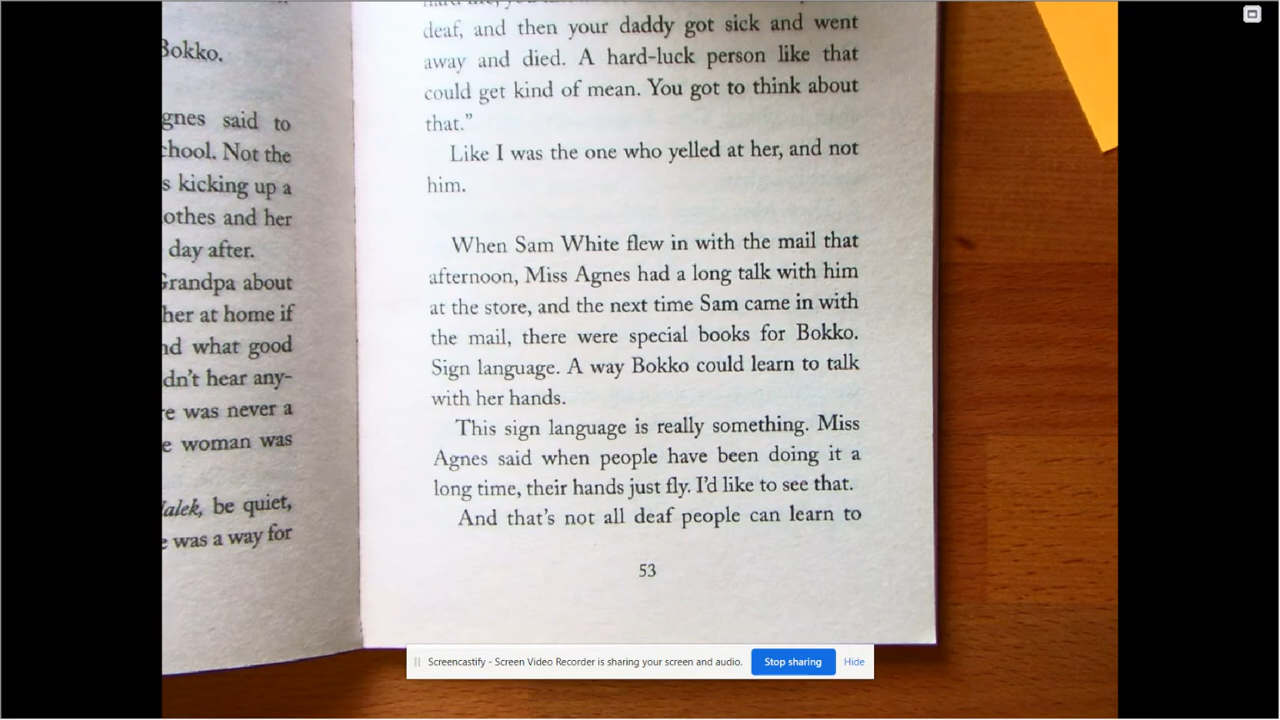 Bokko.
gnes said to
chool. Not the
s kicking up a
othes and her
day after.
Grandpa about
her at home if
nd what good
dn't hear any-
re was never a
e woman was
alek, be quiet,
e was a way for
deaf, and then your daddy got sick and went
away and died. A hard-luck person like that
could get kind of mean. You got to think about
that."
Like I was the one who yelled at her, and not
him.
When Sam White flew in with the mail that
afternoon, Miss Agnes had a long talk with him
at the store, and the next time Sam came in with
the mail, there were special books for Bokko.
Sign language. A way Bokko could learn to talk
with her hands.
This sign language is really something. Miss
Agnes said when people have been doing it a
long time, their hands just fly. I'd like to see that.
And that's not all deaf people can learn to
53
Screencastify - Screen Video Recorder is sharing your screen and audio. Stop sharing Hide